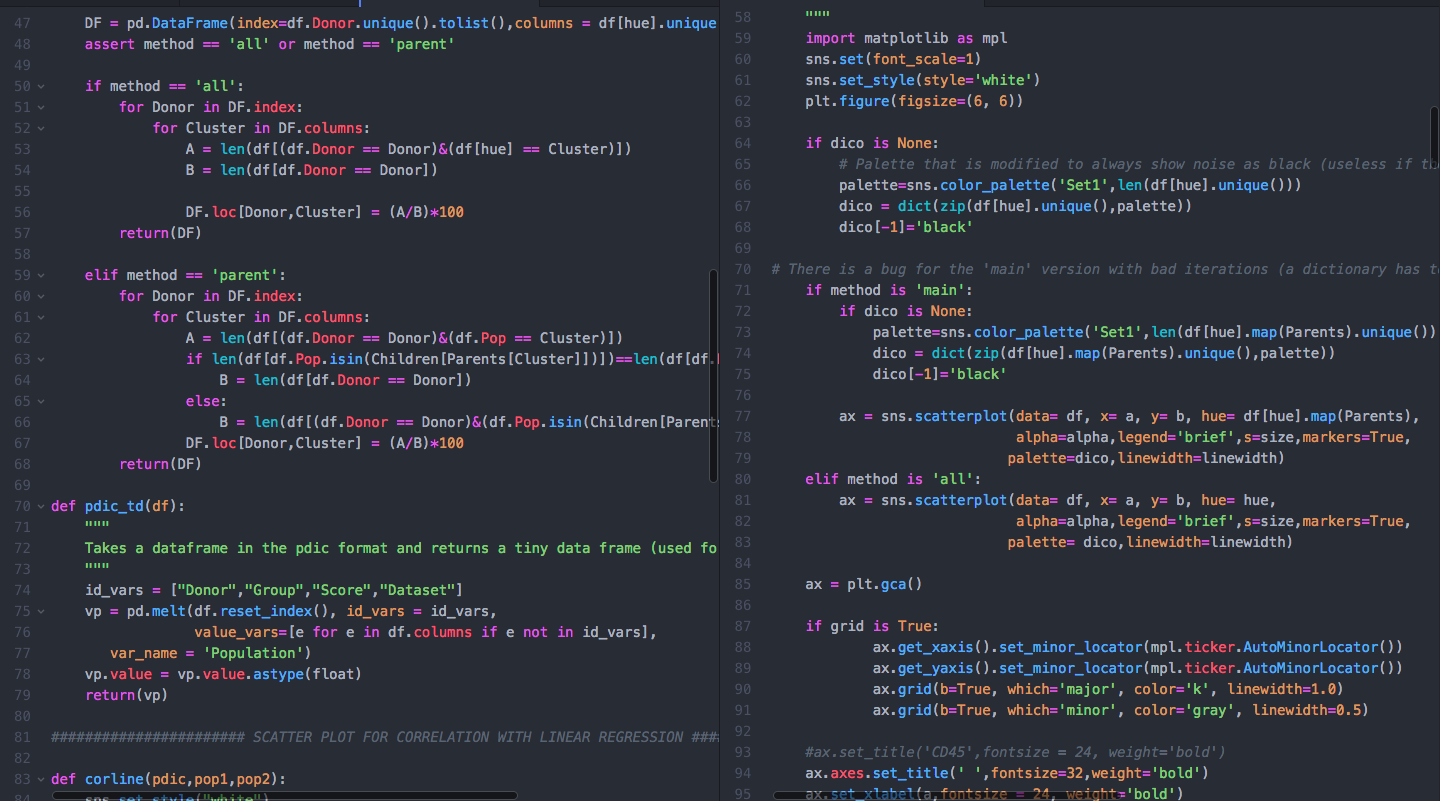 47 DF = pd.DataFrame(index=df.Donor.unique().tolist(),columns = df[hue].unique
48 assert method == 'all' or method == 'parent'
49
50 if method == 'all':
51 for Donor in DF.index:
52 for Cluster in DF.columns:
53 A = len(df[(df.Donor == Donor)&(df[hue] == Cluster)])
54 B = len(df[df.Donor == Donor])
55
56 DF.loc[Donor,Cluster] = (A/B)*100
57 return(DF)
58
59 elif method == 'parent':
60 for Donor in DF.index:
61 for Cluster in DF.columns:
62 A = len(df[(df.Donor == Donor)&(df.Pop == Cluster)])
63 if len(df[df.Pop.isin(Children[Parents[Cluster]])])==len(df[df.
64 B = len(df[df.Donor == Donor])
65 else:
66 B = len(df[(df.Donor == Donor)&(df.Pop.isin(Children[Parent
67 DF.loc[Donor,Cluster] = (A/B)*100
68 return(DF)
69
70 def pdic_td(df):
71 """
72 Takes a dataframe in the pdic format and returns a tiny data frame (used fo
73 """
74 id_vars = ["Donor","Group","Score","Dataset"]
75 vp = pd.melt(df.reset_index(), id_vars = id_vars,
76 value_vars=[e for e in df.columns if e not in id_vars],
77 var_name = 'Population')
78 vp.value = vp.value.astype(float)
79 return(vp)
80
81 ####################### SCATTER PLOT FOR CORRELATION WITH LINEAR REGRESSION ####
82
83 def corline(pdic,pop1,pop2):
84 sns.set_style("white")
58 """
59 import matplotlib as mpl
60 sns.set(font_scale=1)
61 sns.set_style(style='white')
62 plt.figure(figsize=(6, 6))
63
64 if dico is None:
65 # Palette that is modified to always show noise as black (useless if
66 palette=sns.color_palette('Set1',len(df[hue].unique()))
67 dico = dict(zip(df[hue].unique(),palette))
68 dico[-1]='black'
69
70 # There is a bug for the 'main' version with bad iterations (a dictionary has
71 if method is 'main':
72 if dico is None:
73 palette=sns.color_palette('Set1',len(df[hue].map(Parents).unique())
74 dico = dict(zip(df[hue].map(Parents).unique(),palette))
75 dico[-1]='black'
76
77 ax = sns.scatterplot(data= df, x= a, y= b, hue= df[hue].map(Parents),
78 alpha=alpha,legend='brief',s=size,markers=True,
79 palette=dico,linewidth=linewidth)
80 elif method is 'all':
81 ax = sns.scatterplot(data= df, x= a, y= b, hue= hue,
82 alpha=alpha,legend='brief',s=size,markers=True,
83 palette= dico,linewidth=linewidth)
84
85 ax = plt.gca()
86
87 if grid is True:
88 ax.get_xaxis().set_minor_locator(mpl.ticker.AutoMinorLocator())
89 ax.get_yaxis().set_minor_locator(mpl.ticker.AutoMinorLocator())
90 ax.grid(b=True, which='major', color='k', linewidth=1.0)
91 ax.grid(b=True, which='minor', color='gray', linewidth=0.5)
92
93 #ax.set_title('CD45',fontsize = 24, weight='bold')
94 ax.axes.set_title(' ',fontsize=32,weight='bold')
95 ax.set_xlabel(a,fontsize = 24, weight='bold')